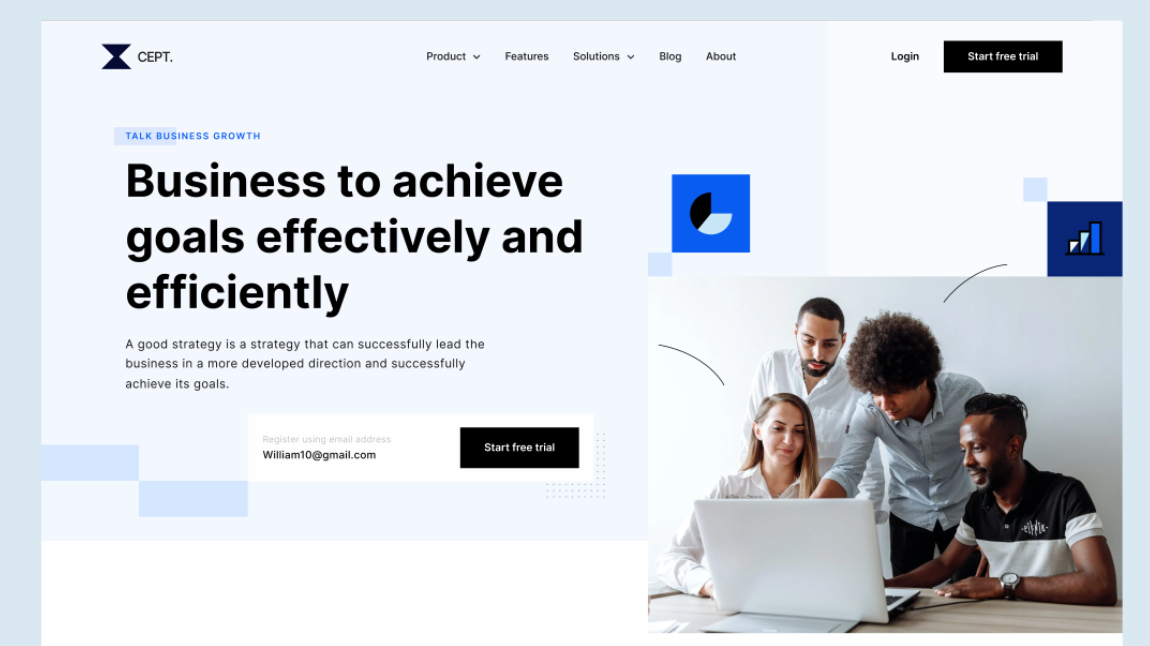 CEPT.
Product
Features
Solutions
Blog
About
Login
Start free trial
TALK BUSINESS GROWTH
Business to achieve
goals effectively and
efficiently
A good strategy is a strategy that can successfully lead the
business in a more developed direction and successfully
achieve its goals.
Register using email address
William10@gmail.com
Start free trial